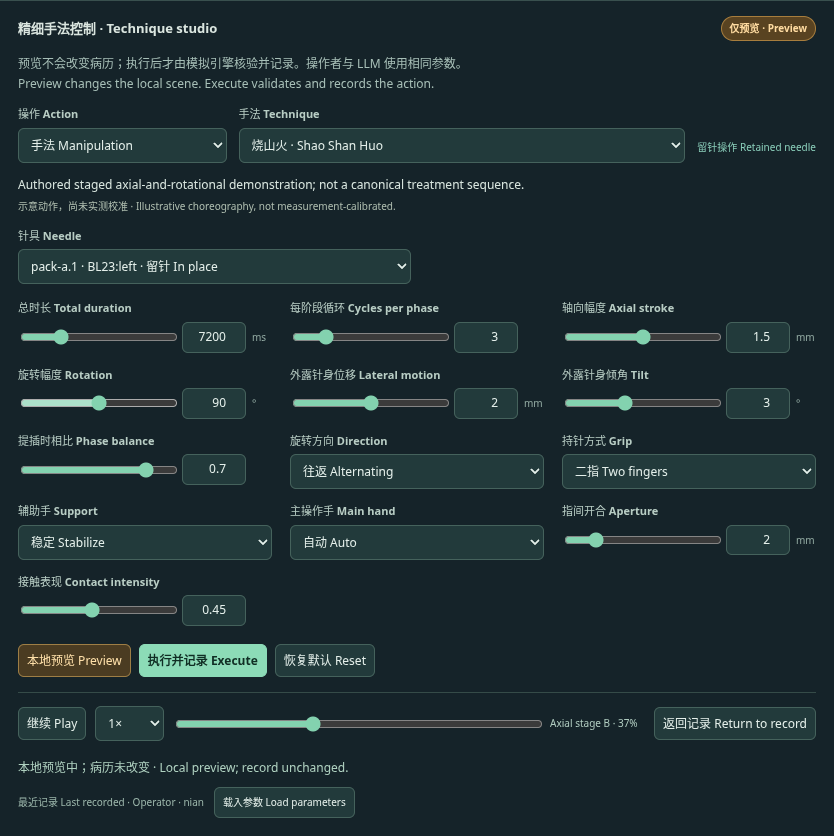 精细手法控制 · Technique studio
仅预览 · Preview
预览不会改变病历；执行后才由模拟引擎核验并记录。操作者与 LLM 使用相同参数。
Preview changes the local scene. Execute validates and records the action.
操作 Action
手法 Technique
手法 Manipulation
烧山火 · Shao Shan Huo
留针操作 Retained needle
Authored staged axial-and-rotational demonstration; not a canonical treatment sequence.
示意动作，尚未实测校准 · Illustrative choreography, not measurement-calibrated.
针具 Needle
pack-a.1 · BL23:left · 留针 In place
总时长 Total duration
每阶段循环 Cycles per phase
轴向幅度 Axial stroke
7200 ms
3
1.5 mm
旋转幅度 Rotation
外露针身位移 Lateral motion
外露针身倾角 Tilt
90 °
2 mm
3 °
提插时相比 Phase balance
旋转方向 Direction
持针方式 Grip
0.7
往返 Alternating
二指 Two fingers
辅助手 Support
主操作手 Main hand
指间开合 Aperture
稳定 Stabilize
自动 Auto
2 mm
接触表现 Contact intensity
0.45
本地预览 Preview
执行并记录 Execute
恢复默认 Reset
继续 Play
1×
Axial stage B · 37%
返回记录 Return to record
本地预览中；病历未改变 · Local preview; record unchanged.
最近记录 Last recorded · Operator · nian
载入参数 Load parameters